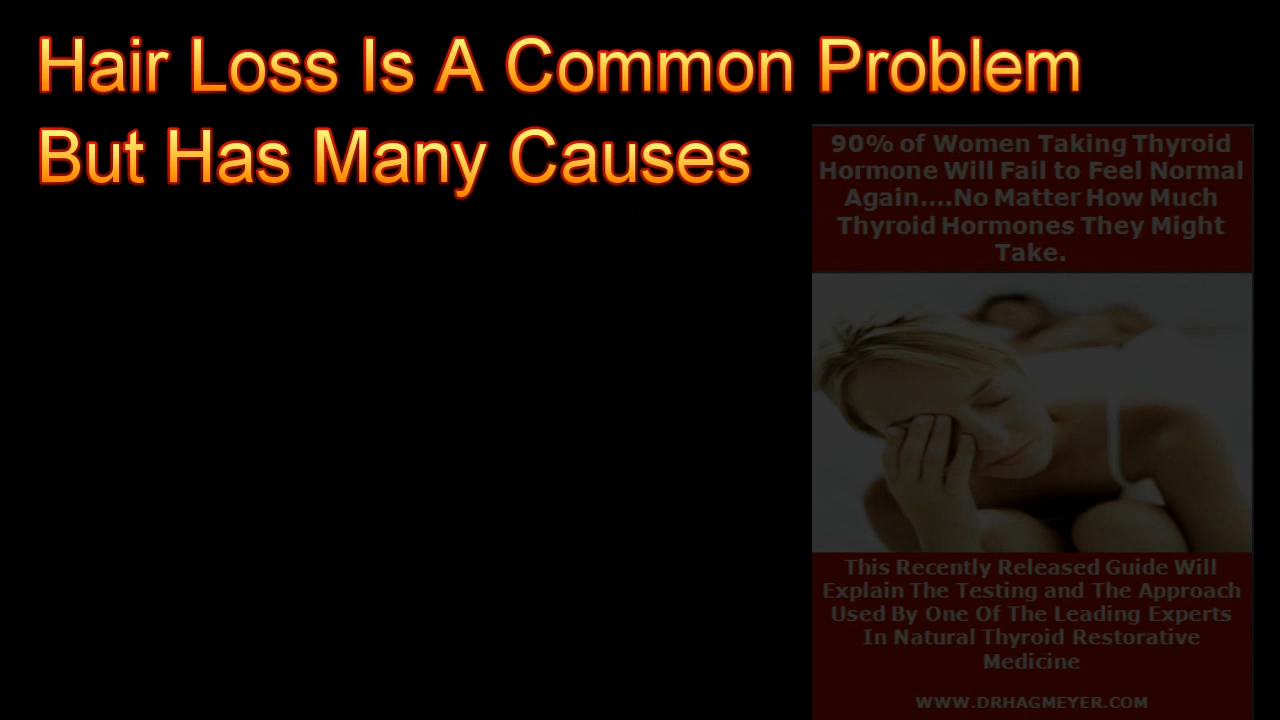 Hair Loss Is A Common Problem
But Has Many Causes
90% of Women Taking Thyroid
Hormone Will Fail to Feel Normal
Again....No Matter How Much
Thyroid Hormones They Might
Take.
This Recently Released Guide Will
Explain The Testing and The Approach
Used By One Of The Leading Experts
In Natural Thyroid Restorative
Medicine
WWW.DRHAGMEYER.COM